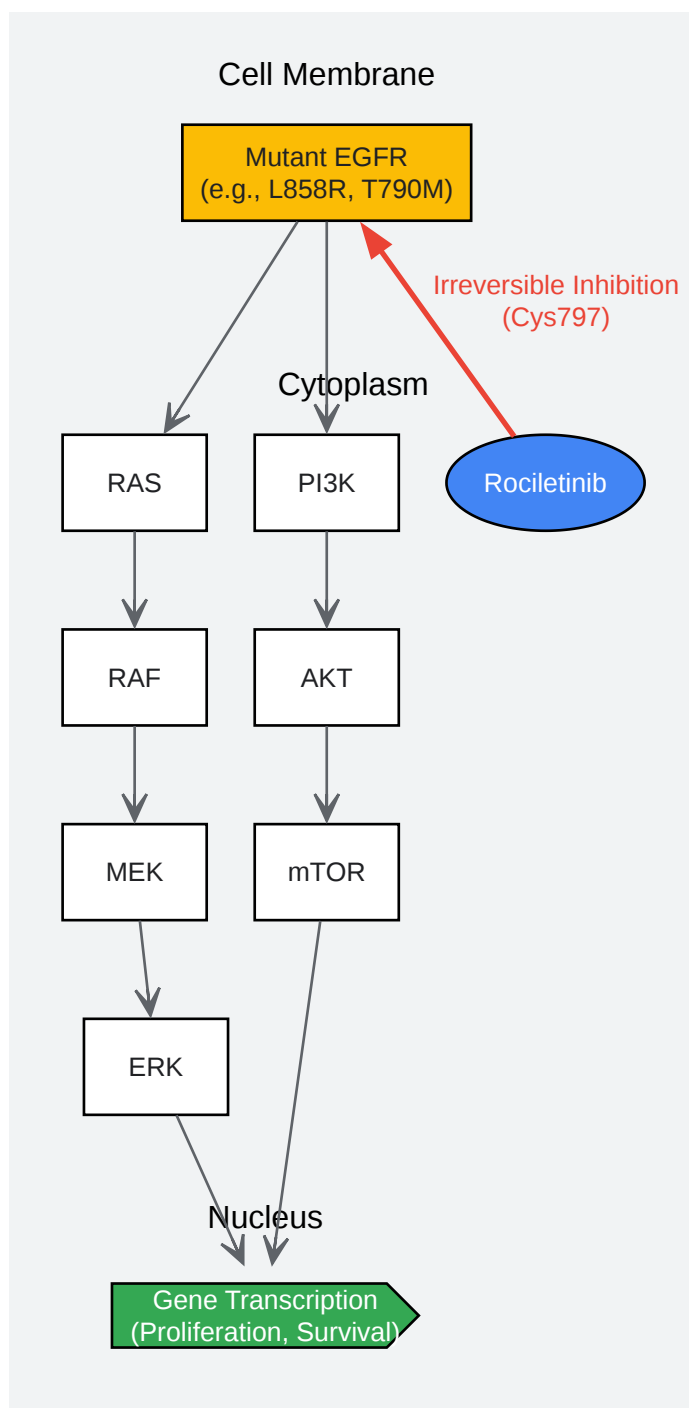 Cell Membrane
Mutant EGFR
(e.g., L858R, T790M)
Irreversible Inhibition
(Cys797)
Cytoplasm
RAS
PI3K
Rociletinib
RAF
AKT
MEK
mTOR
ERK
Nucleus
Gene Transcription
(Proliferation, Survival)